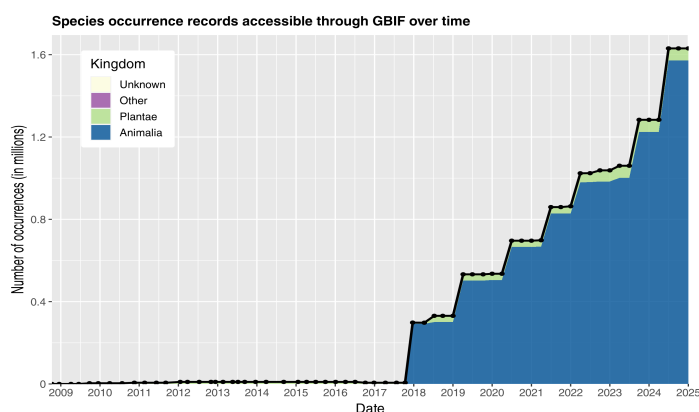 Species occurrence records accessible through GBIF over time
Kingdom
Unknown
Other
Plantae
Animalia
Number of occurrences (in millions)
1.6
1.2
0.8
0.4
0
2009 2010 2011 2012 2013 2014 2015 2016 2017 2018 2019 2020 2021 2022 2023 2024 2025
Date